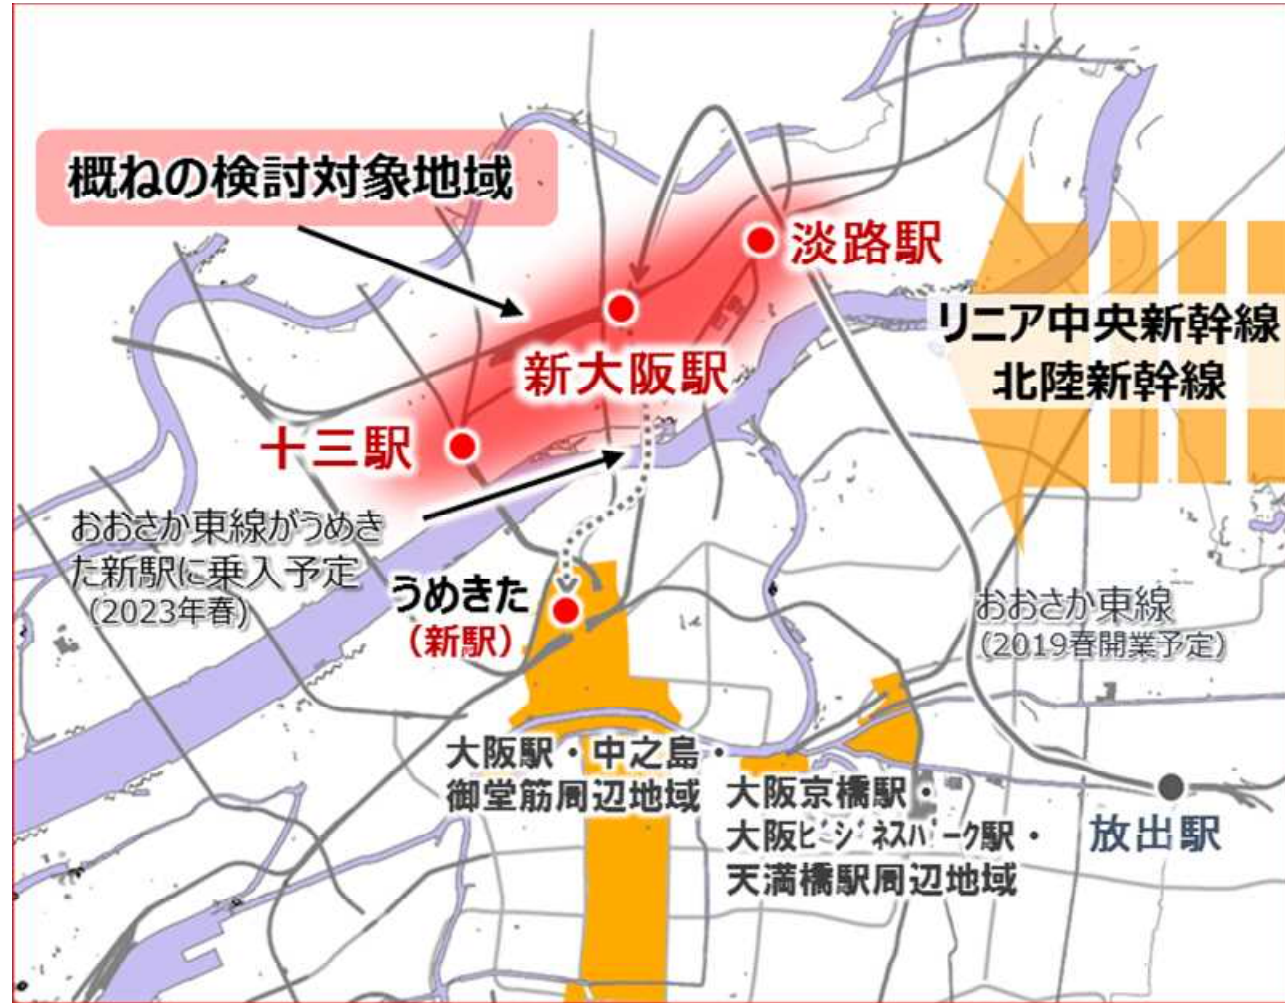 概ねの検討対象地域
淡路駅
リニア中央新幹線
北陸新幹線
新大阪駅
十三駅
おおさか東線がうめき
た新駅に乗入予定
(2023年春)
うめきた
(新駅)
おおさか東線
(2019春開業予定)
大阪駅・中之島・
御堂筋周辺地域
大阪京橋駅・
大阪ビジネスパーク駅・
天満橋駅周辺地域
放出駅